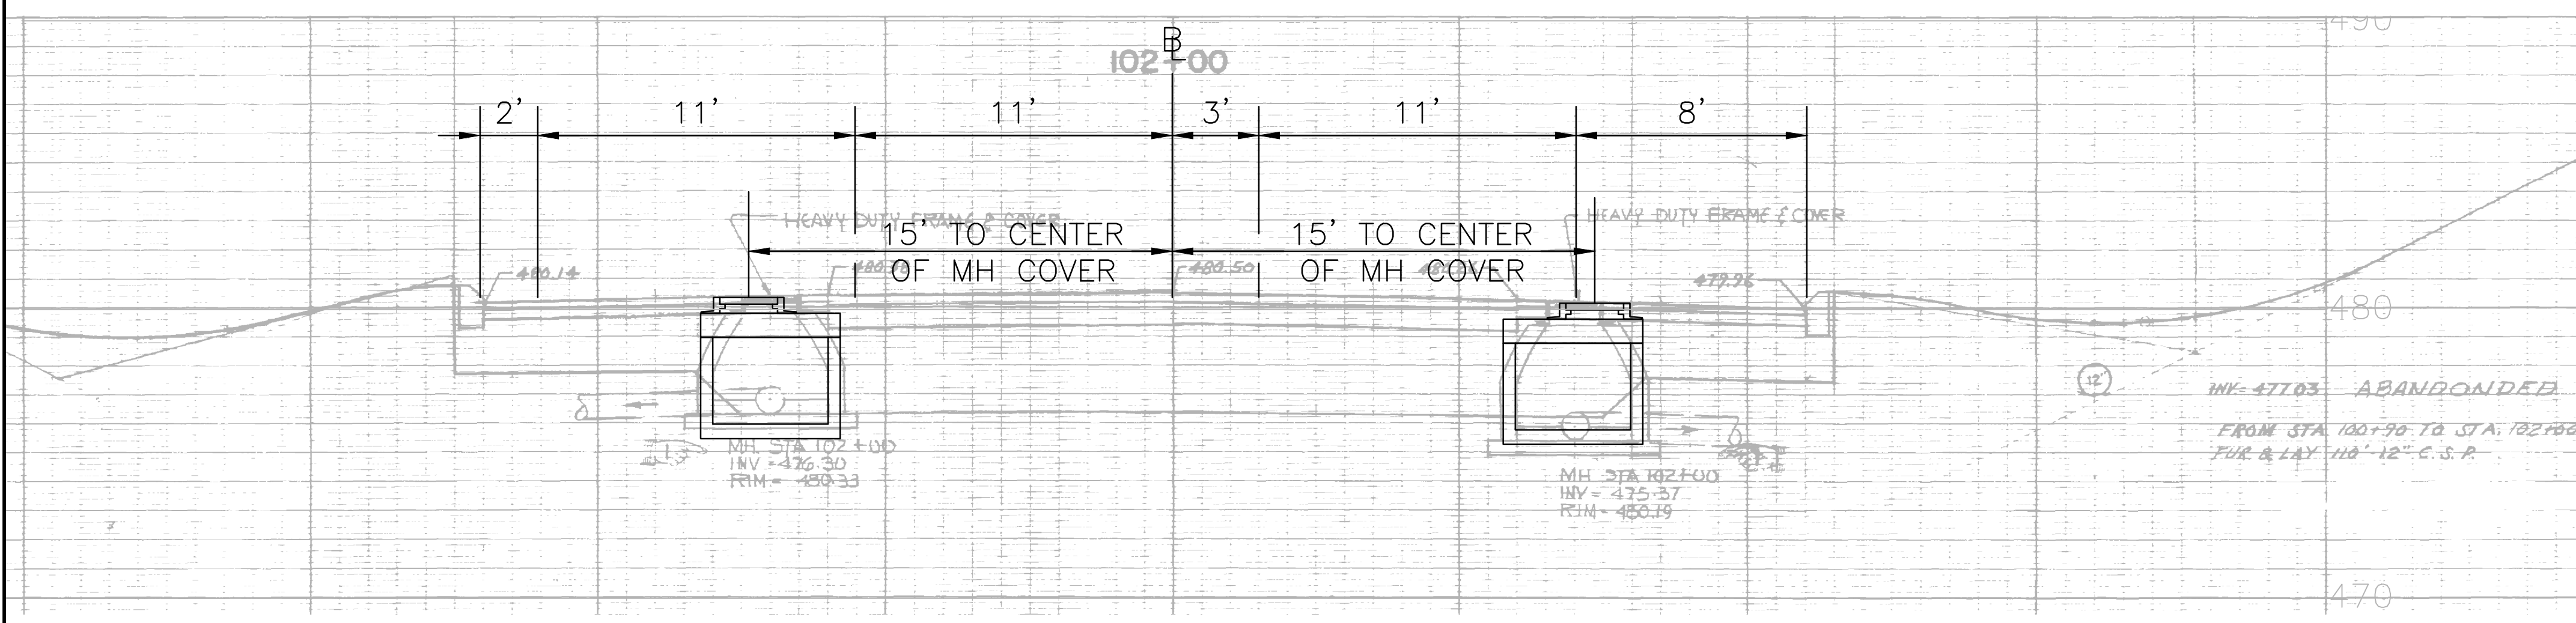 490
BL
102+00
2' 11' 11' 3' 11' 8'
HEAVY DUTY FRAME & COVER
HEAVY DUTY FRAME & COVER
15' TO CENTER
OF MH COVER
15' TO CENTER
OF MH COVER
480.14
480.50
479.96
480
12"
INV= 477.03 ABANDONDED
FROM STA 100+90 TO STA. 102+00
FUR & LAY 110'-12" C.S.P.
MH. STA 102+00
INV = 476.30
RIM = 480.33
MH STA 102+00
INV = 475.37
RIM = 480.19
470